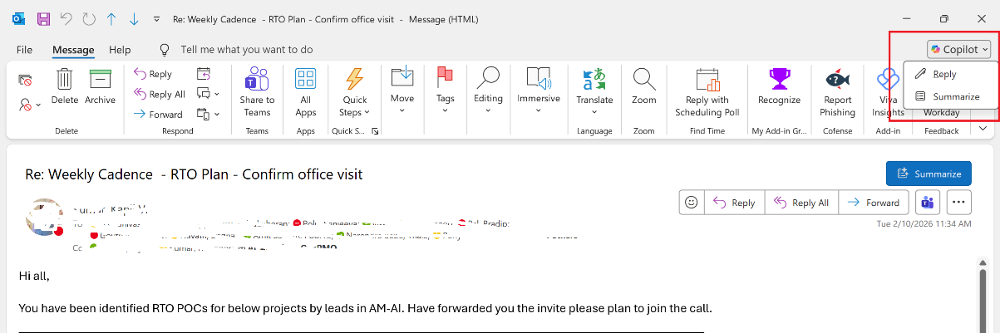 Re: Weekly Cadence - RTO Plan - Confirm office visit - Message (HTML)
File Message Help Tell me what you want to do Copilot
Reply
Summarize
Delete Archive
Reply
Reply All
Forward
Share to Teams
All Apps
Quick Steps
Move
Tags
Editing
Immersive
Translate
Zoom
Reply with Scheduling Poll
Recognize
Report Phishing
Viva Insights
Workday
Delete Respond Teams Apps Quick S... Language Zoom Find Time My Add-in Gr... Cofense Add-in Feedback
Re: Weekly Cadence - RTO Plan - Confirm office visit
Summarize
Reply Reply All Forward
Tue 2/10/2026 11:34 AM
Cc
Hi all,
You have been identified RTO POCs for below projects by leads in AM-AI. Have forwarded you the invite please plan to join the call.